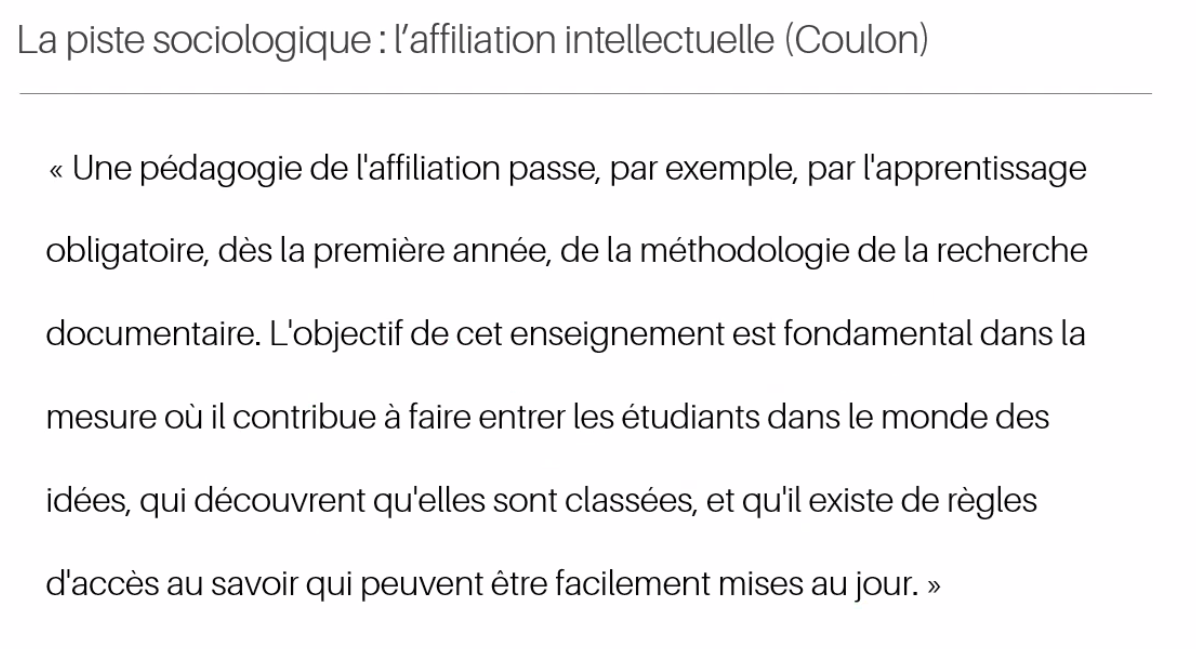 La piste sociologique : l’affiliation intellectuelle (Coulon)
« Une pédagogie de l'affiliation passe, par exemple, par l'apprentissage
obligatoire, dès la première année, de la méthodologie de la recherche
documentaire. L'objectif de cet enseignement est fondamental dans la
mesure où il contribue à faire entrer les étudiants dans le monde des
idées, qui découvrent qu'elles sont classées, et qu'il existe de règles
d'accès au savoir qui peuvent être facilement mises au jour. »